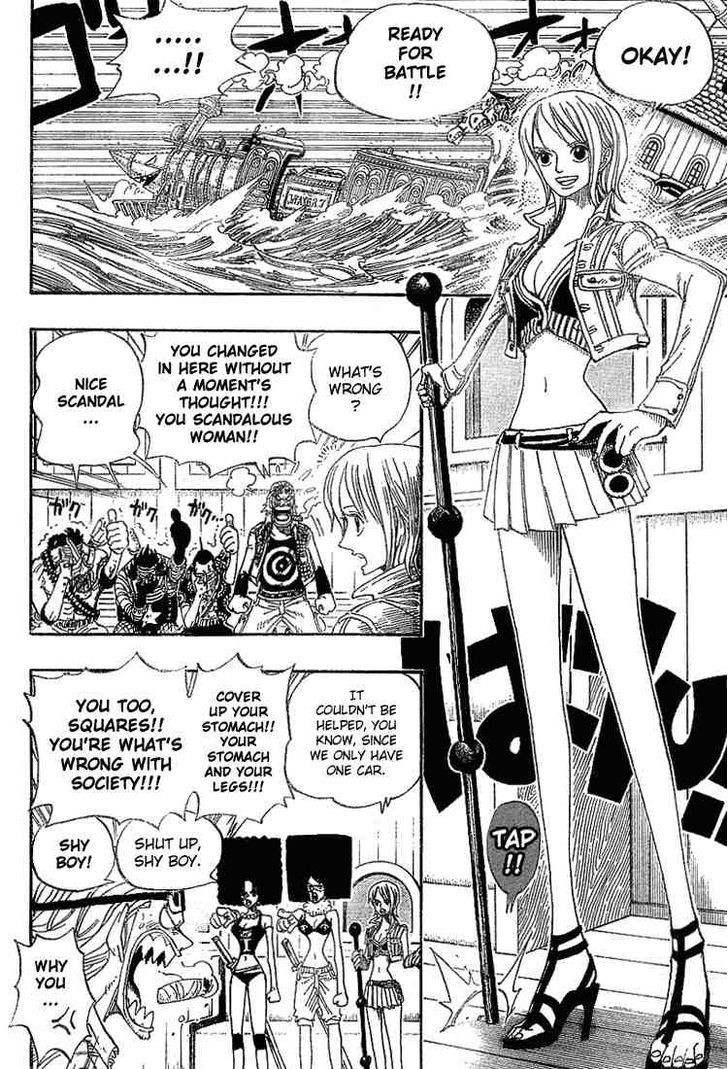 OKAY!
READY
FOR
BATTLE
!!
......
...!!
WHAT'S
WRONG
?
YOU CHANGED
IN HERE WITHOUT
A MOMENT'S
THOUGHT!!!
YOU SCANDALOUS
WOMAN!!
NICE
SCANDAL
...
IT
COULDN'T BE
HELPED, YOU
KNOW, SINCE
WE ONLY HAVE
ONE CAR.
COVER
UP YOUR
STOMACH!!
YOUR
STOMACH
AND YOUR
LEGS!!!
YOU TOO,
SQUARES!!
YOU'RE WHAT'S
WRONG WITH
SOCIETY!!!
SHUT UP,
SHY BOY.
SHY
BOY!
WHY
YOU
...
TAP
!!